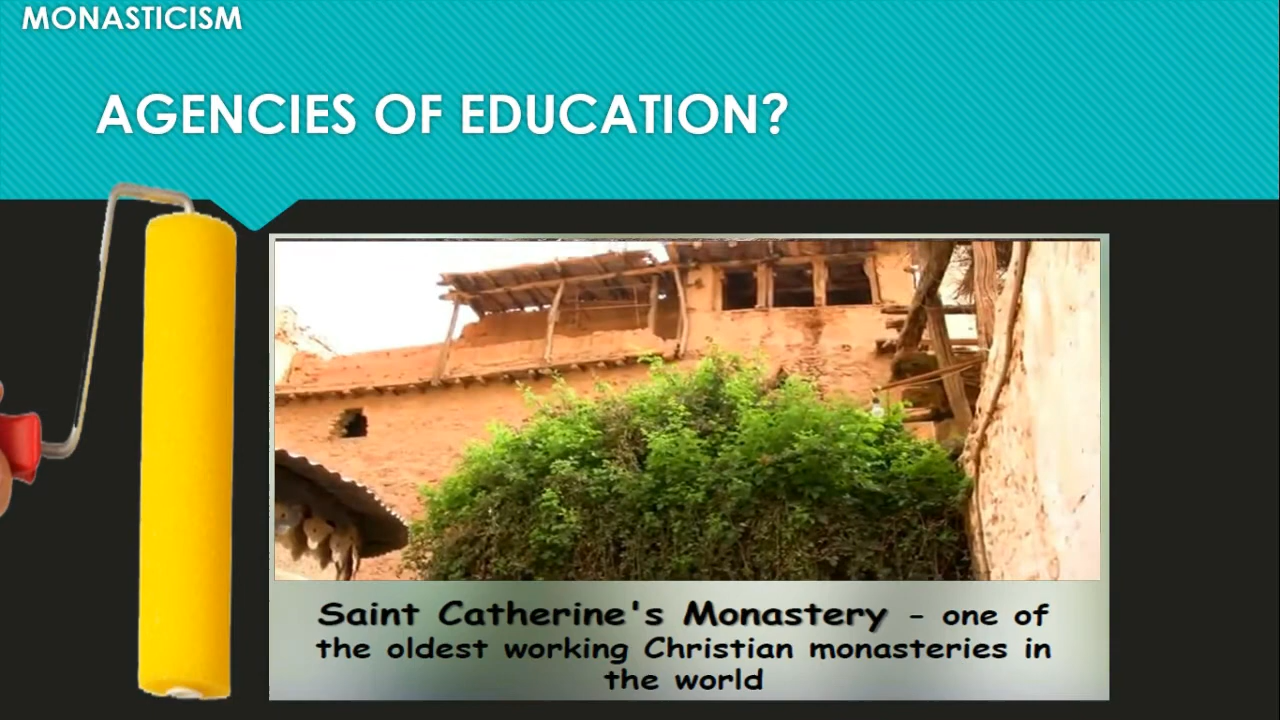 MONASTICISM
AGENCIES OF EDUCATION?
Saint Catherine's Monastery - one of
the oldest working Christian monasteries in
the world